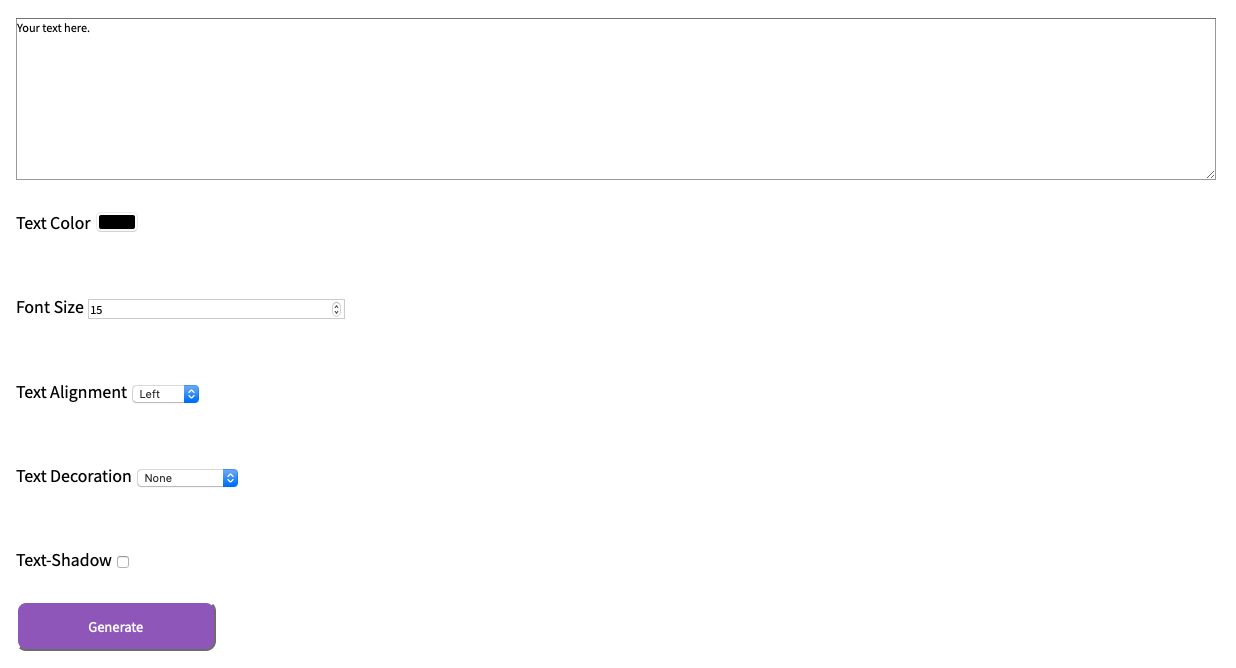 Your text here.
Text Color
Font Size 15
Text Alignment Left
Text Decoration None
Text-Shadow
Generate